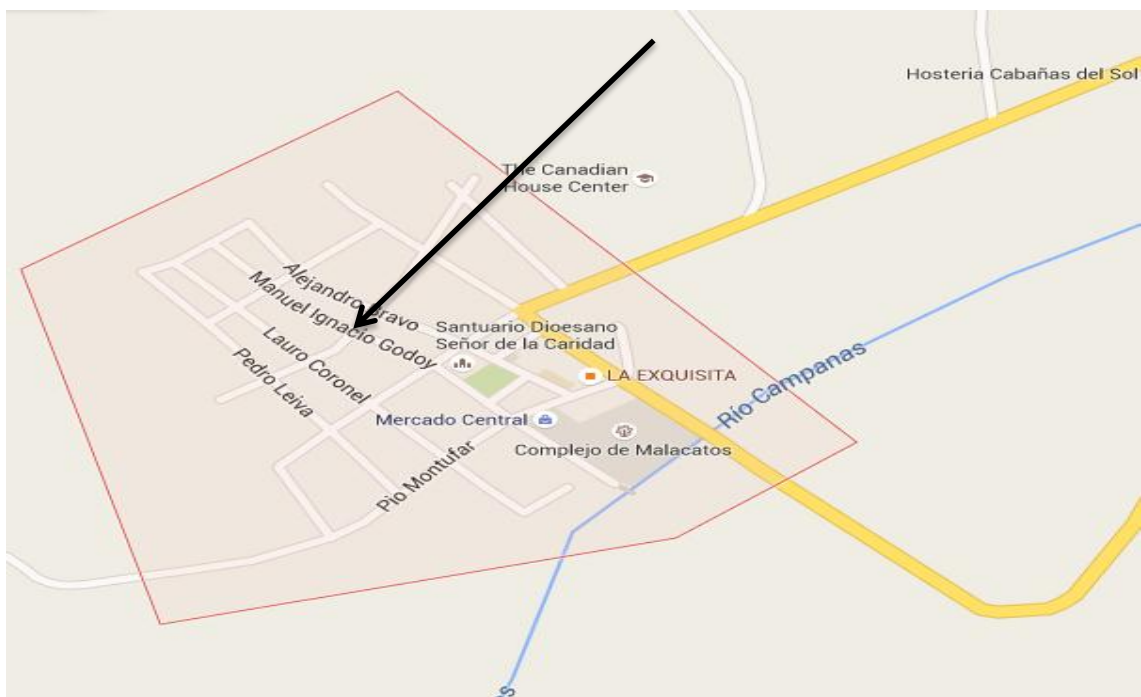 Hosteria Cabañas del Sol
The Canadian
House Center
Alejandro Bravo
Manuel Ignacio Godoy
Santuario Dioesano
Señor de la Caridad
Lauro Coronel
Pedro Leiva
LA EXQUISITA
Río Campanas
Mercado Central
Complejo de Malacatos
Pio Montufar